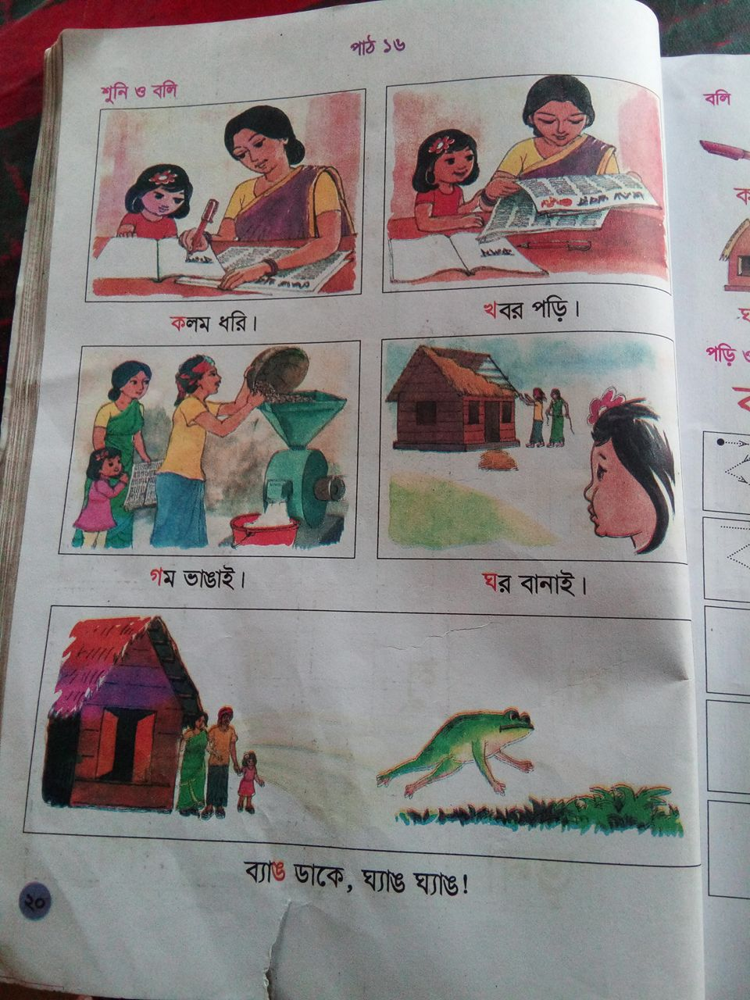 পাঠ ১৬
শুনি ও বলি
কলম ধরি।
খবর পড়ি।
গম ভাঙাই।
ঘর বানাই।
ব্যাঙ ডাকে, ঘ্যাঙ ঘ্যাঙ!
২০
বলি
পড়ি ও